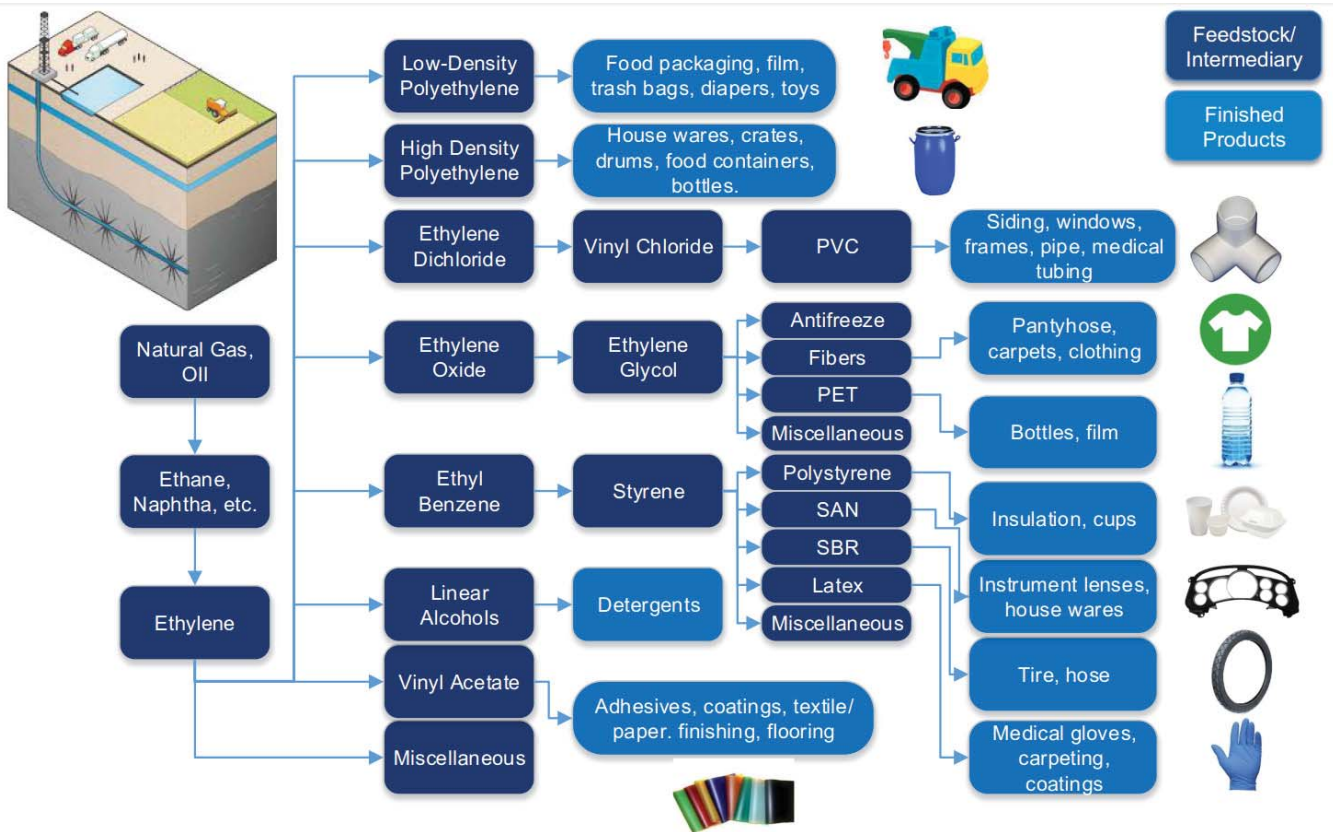 Low-Density
Polyethylene
Food packaging, film,
trash bags, diapers, toys
Feedstock/
Intermediary
High Density
Polyethylene
House wares, crates,
drums, food containers,
bottles.
Finished
Products
Ethylene
Dichloride
Vinyl Chloride
PVC
Siding, windows,
frames, pipe, medical
tubing
Natural Gas,
OIl
Ethylene
Oxide
Ethylene
Glycol
Antifreeze
Fibers
PET
Miscellaneous
Pantyhose,
carpets, clothing
Bottles, film
Ethane,
Naphtha, etc.
Ethyl
Benzene
Styrene
Polystyrene
SAN
SBR
Latex
Miscellaneous
Insulation, cups
Instrument lenses,
house wares
Tire, hose
Medical gloves,
carpeting,
coatings
Ethylene
Linear
Alcohols
Detergents
Vinyl Acetate
Adhesives, coatings, textile/
paper. finishing, flooring
Miscellaneous